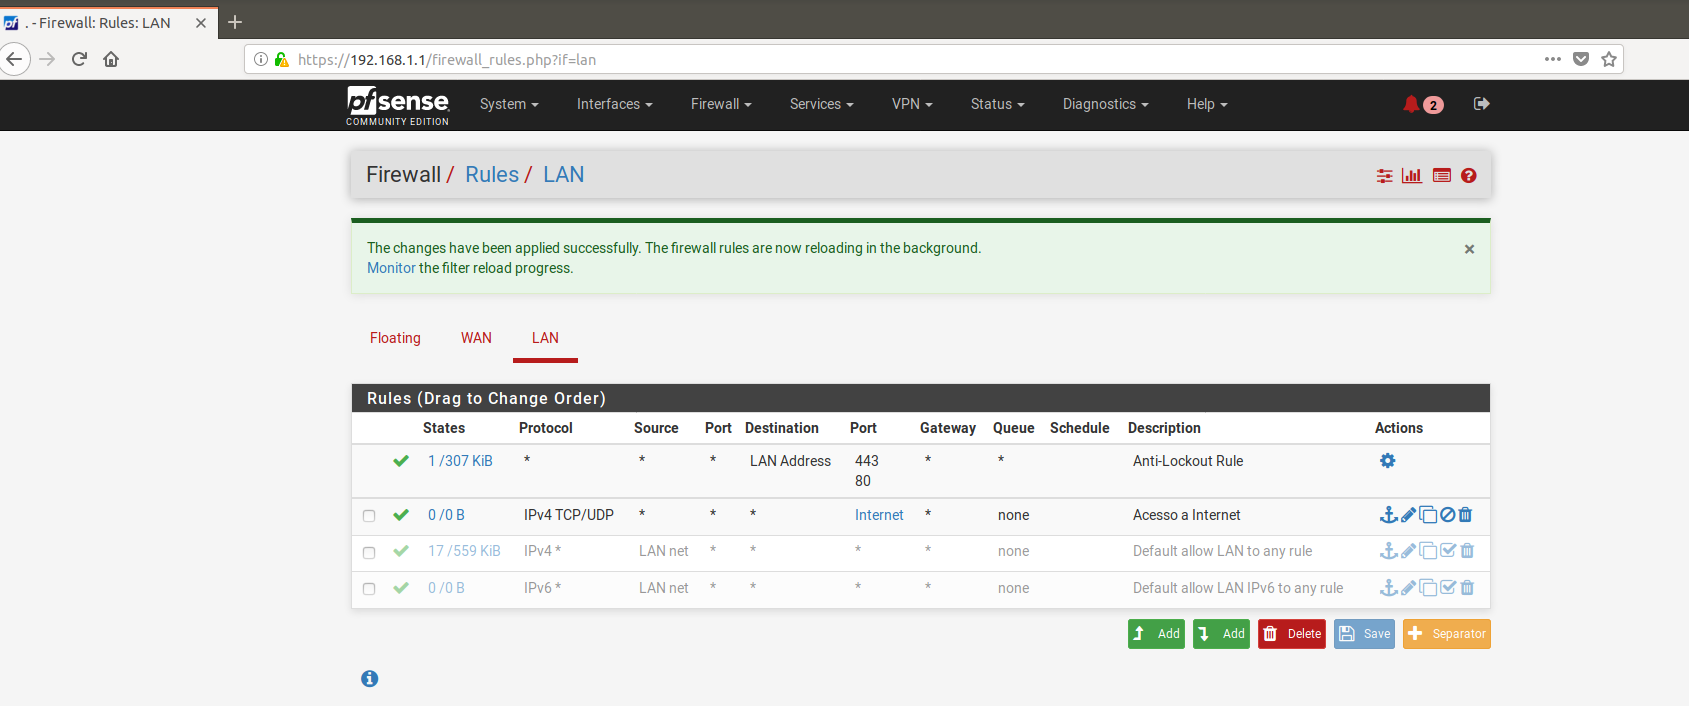 . - Firewall: Rules: LAN
https://192.168.1.1/firewall_rules.php?if=lan
pfsense
COMMUNITY EDITION
System Interfaces Firewall Services VPN Status Diagnostics Help 2
Firewall / Rules / LAN
The changes have been applied successfully. The firewall rules are now reloading in the background.
Monitor the filter reload progress.
Floating WAN LAN
Rules (Drag to Change Order)
States Protocol Source Port Destination Port Gateway Queue Schedule Description Actions
1 /307 KiB * * * LAN Address 443 * * Anti-Lockout Rule
80
0 /0 B IPv4 TCP/UDP * * * Internet * none Acesso a Internet
17 /559 KiB IPv4 * LAN net * * * * none Default allow LAN to any rule
0 /0 B IPv6 * LAN net * * * * none Default allow LAN IPv6 to any rule
Add Add Delete Save Separator